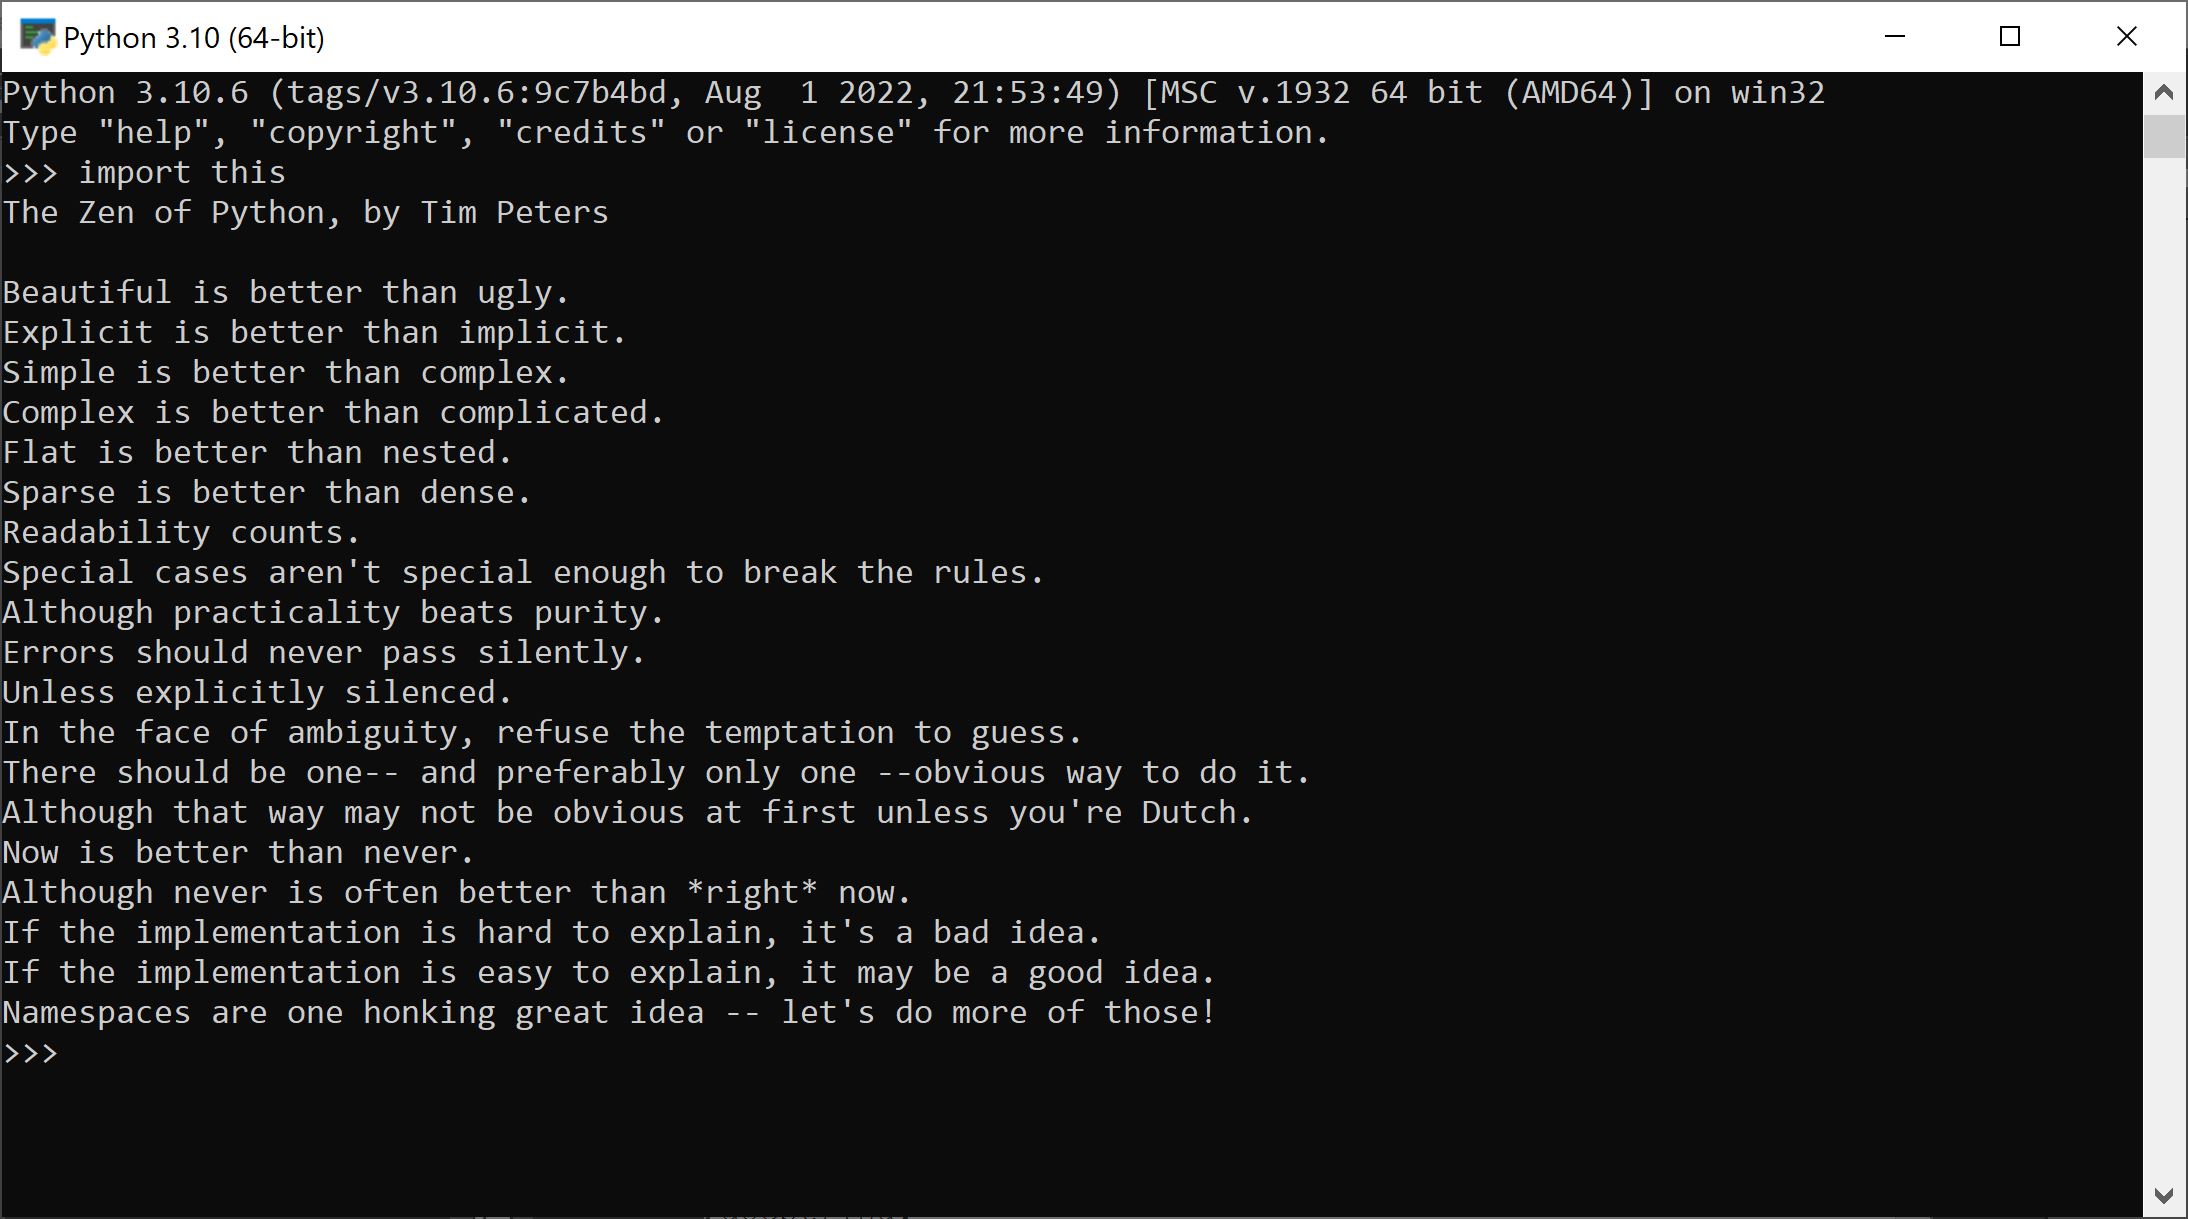 Python 3.10 (64-bit)
Python 3.10.6 (tags/v3.10.6:9c7b4bd, Aug  1 2022, 21:53:49) [MSC v.1932 64 bit (AMD64)] on win32
Type "help", "copyright", "credits" or "license" for more information.
>>> import this
The Zen of Python, by Tim Peters

Beautiful is better than ugly.
Explicit is better than implicit.
Simple is better than complex.
Complex is better than complicated.
Flat is better than nested.
Sparse is better than dense.
Readability counts.
Special cases aren't special enough to break the rules.
Although practicality beats purity.
Errors should never pass silently.
Unless explicitly silenced.
In the face of ambiguity, refuse the temptation to guess.
There should be one-- and preferably only one --obvious way to do it.
Although that way may not be obvious at first unless you're Dutch.
Now is better than never.
Although never is often better than *right* now.
If the implementation is hard to explain, it's a bad idea.
If the implementation is easy to explain, it may be a good idea.
Namespaces are one honking great idea -- let's do more of those!
>>>